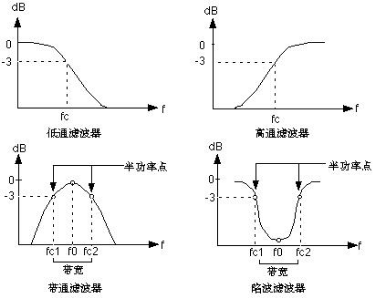 dB
0
-3
fc
f
低通滤波器
dB
0
-3
fc
f
高通滤波器
dB
0
-3
半功率点
fc1 f0 fc2
f
带宽
带通滤波器
dB
0
-3
半功率点
fc1 f0 fc2
f
带宽
陷波滤波器